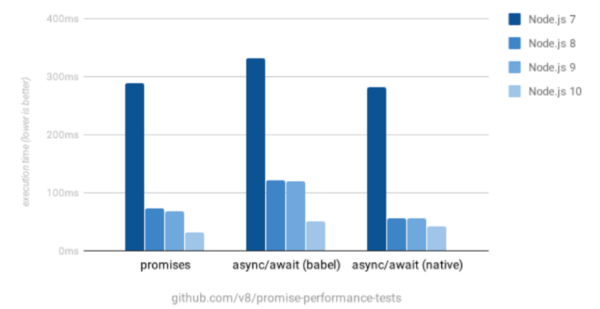 400ms
300ms
200ms
100ms
0ms
execution time (lower is better)
promises
async/await (babel)
async/await (native)
Node.js 7
Node.js 8
Node.js 9
Node.js 10
github.com/v8/promise-performance-tests